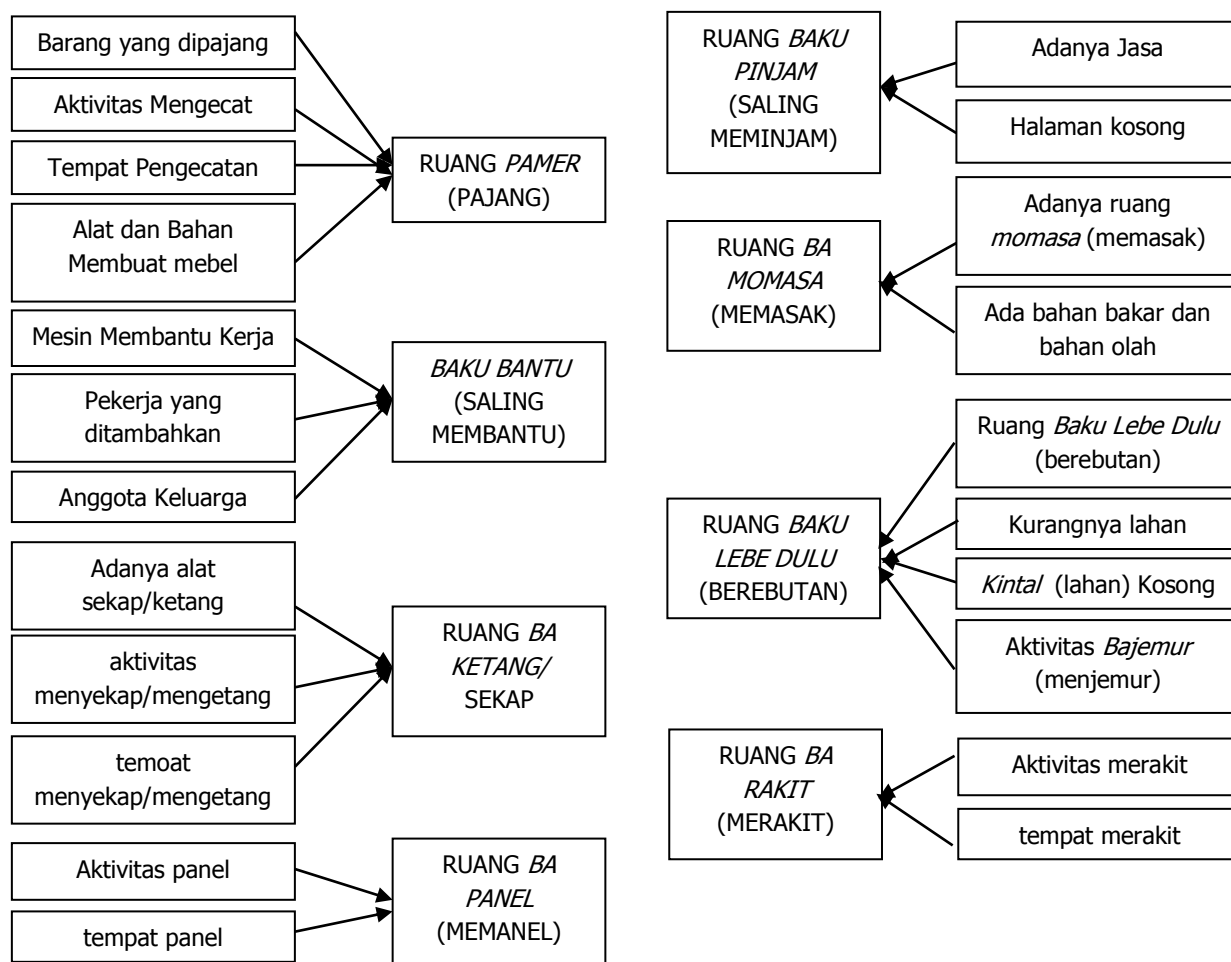 Barang yang dipajang
Aktivitas Mengecat
Tempat Pengecatan
Alat dan Bahan
Membuat mebel
RUANG PAMER
(PAJANG)
Mesin Membantu Kerja
Pekerja yang
ditambahkan
Anggota Keluarga
BAKU BANTU
(SALING
MEMBANTU)
Adanya alat
sekap/ketang
aktivitas
menyekap/mengetang
temoat
menyekap/mengetang
RUANG BA
KETANG/
SEKAP
Aktivitas panel
tempat panel
RUANG BA
PANEL
(MEMANEL)
RUANG BAKU
PINJAM
(SALING
MEMINJAM)
Adanya Jasa
Halaman kosong
RUANG BA
MOMASA
(MEMASAK)
Adanya ruang
momasa (memasak)
Ada bahan bakar dan
bahan olah
RUANG BAKU
LEBE DULU
(BEREBUTAN)
Ruang Baku Lebe Dulu
(berebutan)
Kurangnya lahan
Kintal (lahan) Kosong
Aktivitas Bajemur
(menjemur)
RUANG BA
RAKIT
(MERAKIT)
Aktivitas merakit
tempat merakit